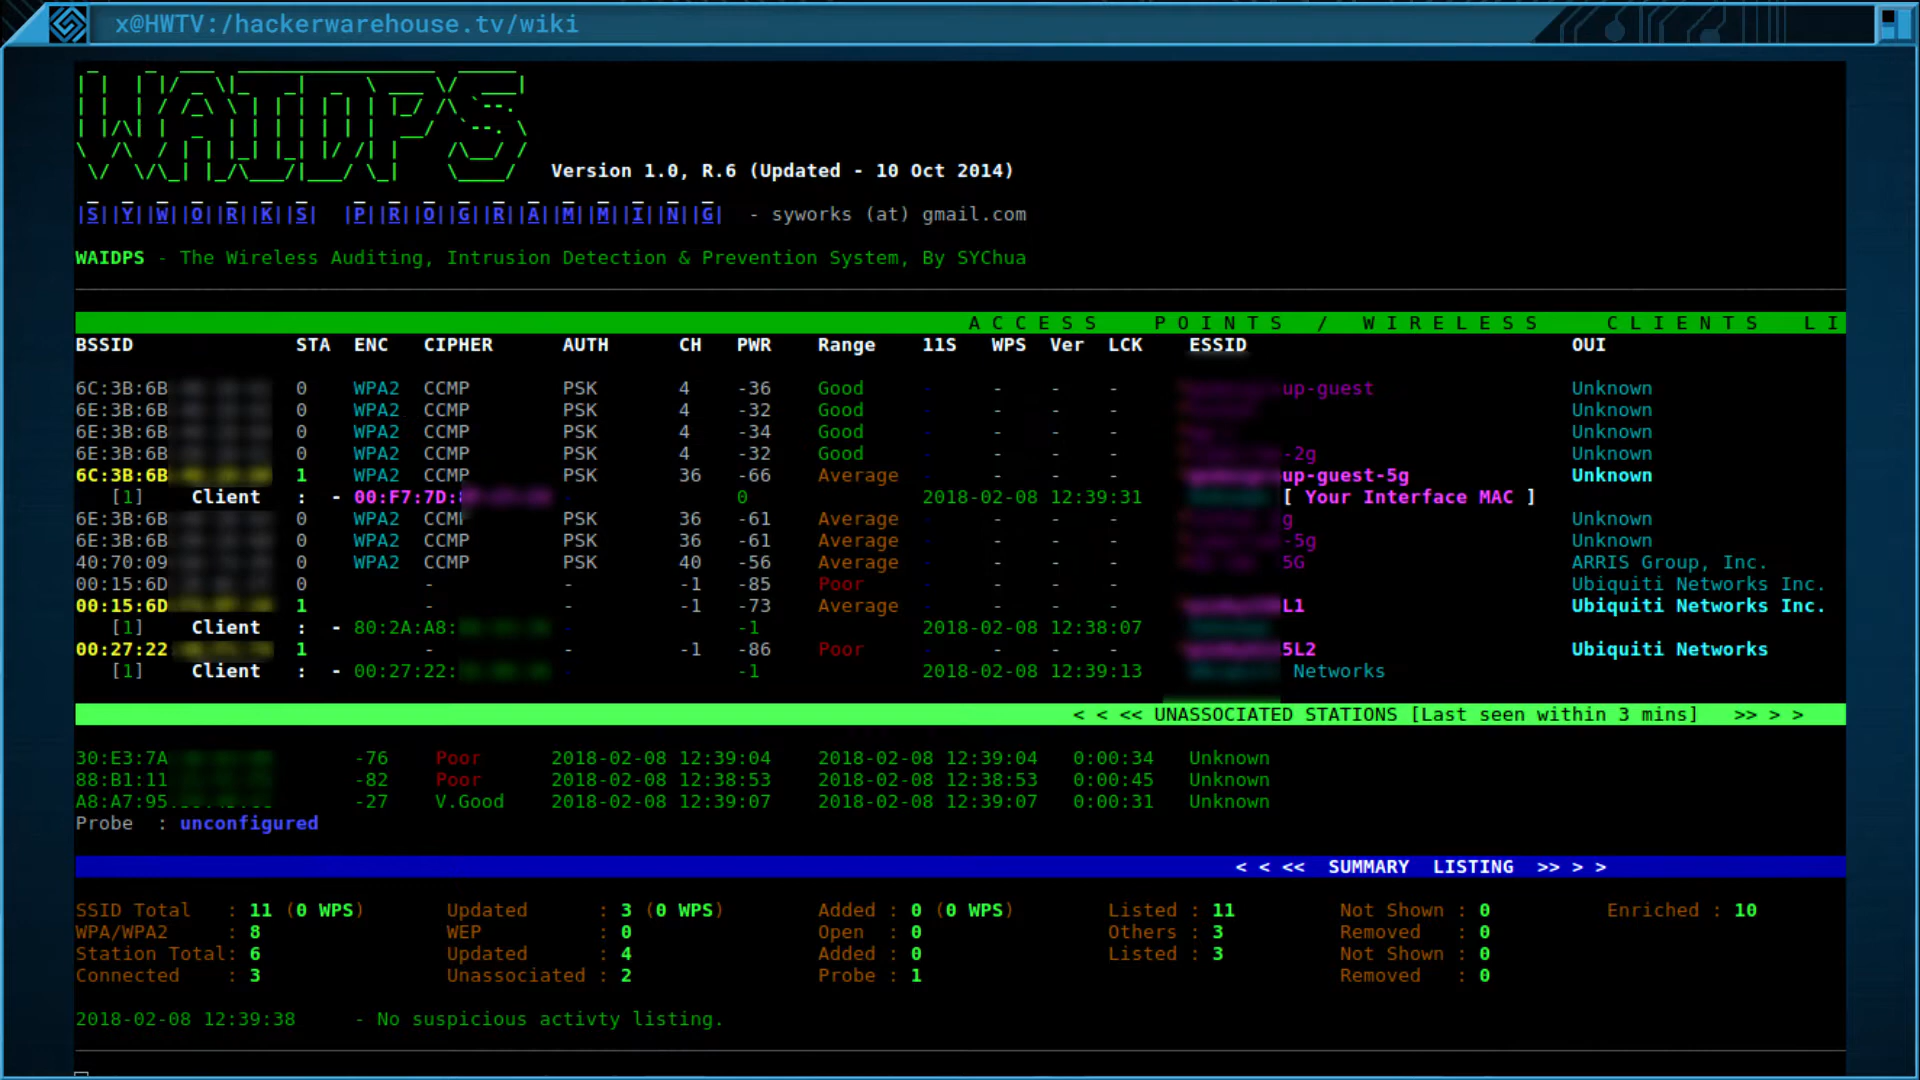 x@HWTV:/hackerwarehouse.tv/wiki
WAIDPS
Version 1.0, R.6 (Updated - 10 Oct 2014)
|S||Y||W||O||R||K||S| |P||R||O||G||R||A||M||M||I||N||G| - syworks (at) gmail.com
WAIDPS - The Wireless Auditing, Intrusion Detection & Prevention System, By SYChua
A C C E S S P O I N T S / W I R E L E S S C L I E N T S L I
BSSID STA ENC CIPHER AUTH CH PWR Range 11S WPS Ver LCK ESSID OUI
6C:3B:6B 0 WPA2 CCMP PSK 4 -36 Good - - - - up-guest Unknown
6E:3B:6B 0 WPA2 CCMP PSK 4 -32 Good - - - - Unknown
6E:3B:6B 0 WPA2 CCMP PSK 4 -34 Good - - - - Unknown
6E:3B:6B 0 WPA2 CCMP PSK 4 -32 Good - - - - -2g Unknown
6C:3B:6B 1 WPA2 CCMP PSK 36 -66 Average - - - - up-guest-5g Unknown
[1] Client : - 00:F7:7D: - 0 2018-02-08 12:39:31 [ Your Interface MAC ]
6E:3B:6B 0 WPA2 CCMP PSK 36 -61 Average - - - - g Unknown
6E:3B:6B 0 WPA2 CCMP PSK 36 -61 Average - - - - -5g Unknown
40:70:09 0 WPA2 CCMP PSK 40 -56 Average - - - - 5G ARRIS Group, Inc.
00:15:6D 0 - - -1 -85 Poor - - - - Ubiquiti Networks Inc.
00:15:6D 1 - - -1 -73 Average - - - - L1 Ubiquiti Networks Inc.
[1] Client : - 80:2A:A8: - -1 2018-02-08 12:38:07
00:27:22 1 - - -1 -86 Poor - - - - 5L2 Ubiquiti Networks
[1] Client : - 00:27:22: - -1 2018-02-08 12:39:13 Networks
< < << UNASSOCIATED STATIONS [Last seen within 3 mins] >> > >
30:E3:7A -76 Poor 2018-02-08 12:39:04 2018-02-08 12:39:04 0:00:34 Unknown
88:B1:11 -82 Poor 2018-02-08 12:38:53 2018-02-08 12:38:53 0:00:45 Unknown
A8:A7:95 -27 V.Good 2018-02-08 12:39:07 2018-02-08 12:39:07 0:00:31 Unknown
Probe : unconfigured
< < << SUMMARY LISTING >> > >
SSID Total : 11 (0 WPS) Updated : 3 (0 WPS) Added : 0 (0 WPS) Listed : 11 Not Shown : 0 Enriched : 10
WPA/WPA2 : 8 WEP : 0 Open : 0 Others : 3 Removed : 0
Station Total: 6 Updated : 4 Added : 0 Listed : 3 Not Shown : 0
Connected : 3 Unassociated : 2 Probe : 1 Removed : 0
2018-02-08 12:39:38 - No suspicious activty listing.